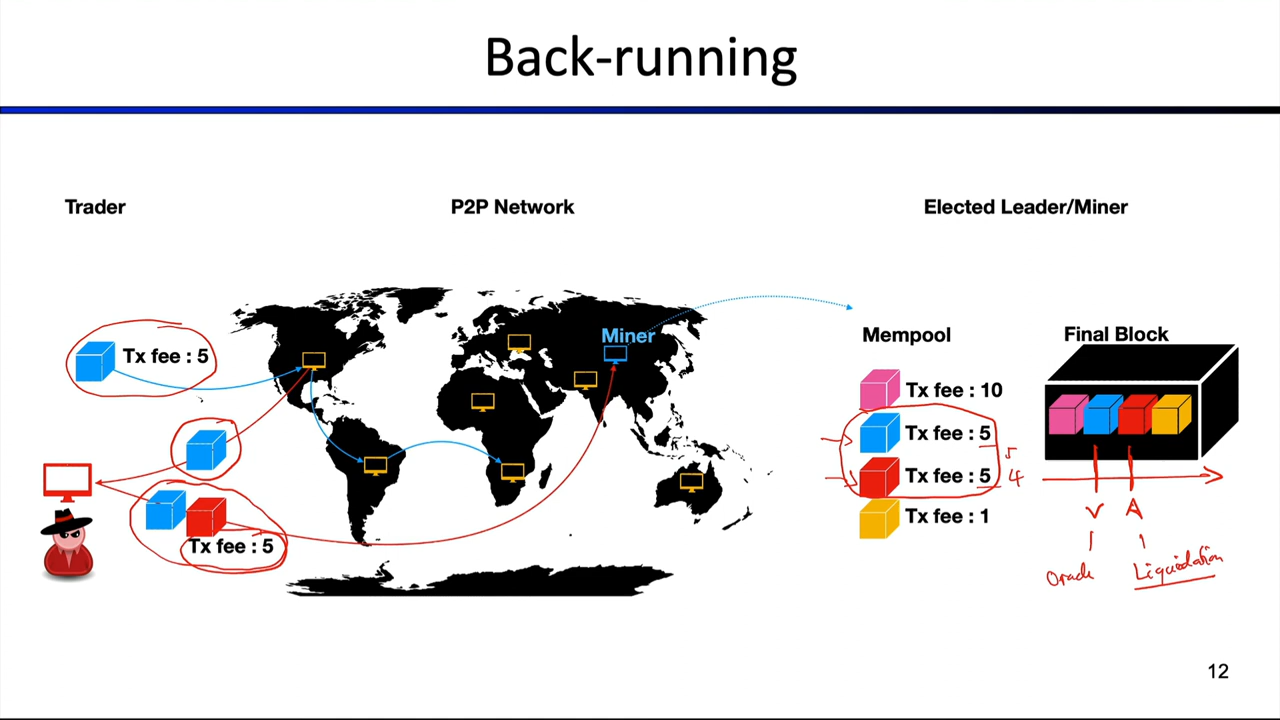 Back-running
Trader
P2P Network
Elected Leader/Miner
Tx fee : 5
Tx fee : 5
Miner
Mempool
Tx fee : 10
Tx fee : 5
5
Tx fee : 5
4
Tx fee : 1
Final Block
V A
Oracle Liquidation
12